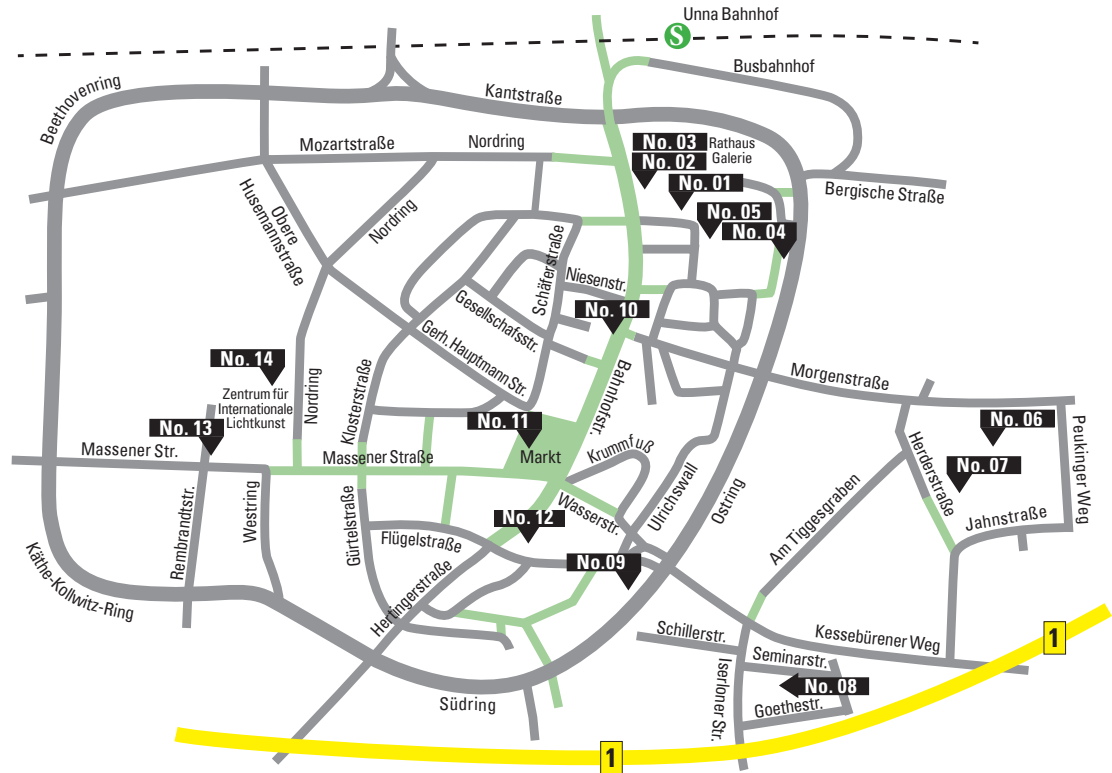 Unna Bahnhof
S
Busbahnhof
Beethovenring
Kantstraße
Mozartstraße
Nordring
No. 03
Rathaus
Galerie
No. 02
No. 01
Bergische Straße
No. 05
No. 04
Obere
Husemannstraße
Nordring
Schäferstraße
Niesenstr.
Gesellschafsstr.
No. 10
Gerh. Hauptmann Str.
Bahnhofstr.
Morgenstraße
No. 14
Zentrum für
Internationale
Lichtkunst
Nordring
Klosterstraße
No. 13
No. 11
Markt
No. 06
Peukinger Weg
Massener Str.
Massener Straße
Krummfuß
Herderstraße
No. 07
Rembrandtstr.
Westring
Gürtelstraße
Wasserstr.
Ulrichswall
Ostring
Am Tiggesgraben
Jahnstraße
No. 12
Flügelstraße
No.09
Käthe-Kollwitz-Ring
Hertingerstraße
Schillerstr.
Kessebürener Weg
1
Seminarstr.
Iserloner Str.
No. 08
Goethestr.
Südring
1